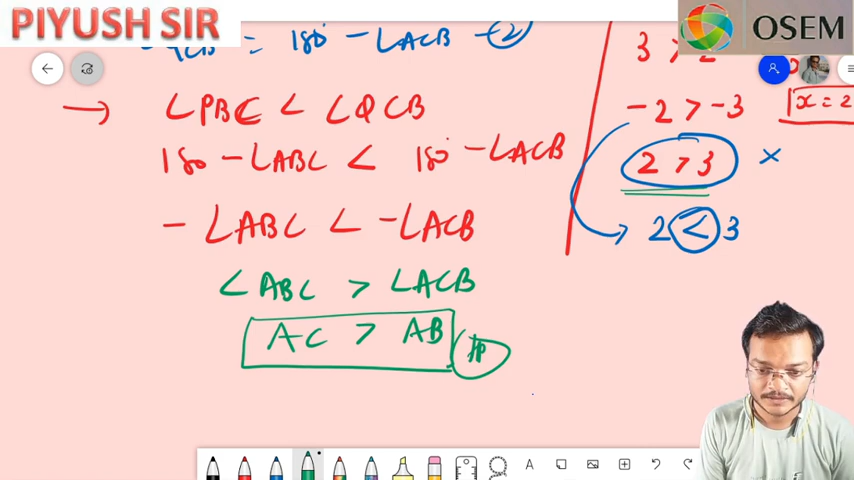 PIYUSH SIR
OSEM
= 180 - ∠ACB - 2
→ ∠PBC < ∠QCB
180 - ∠ABC < 180 - ∠ACB
- ∠ABC < - ∠ACB
∠ABC > ∠ACB
AC > AB
HP
3 > 2
-2 > -3
2 > 3 ×
2 < 3
x = 2
A